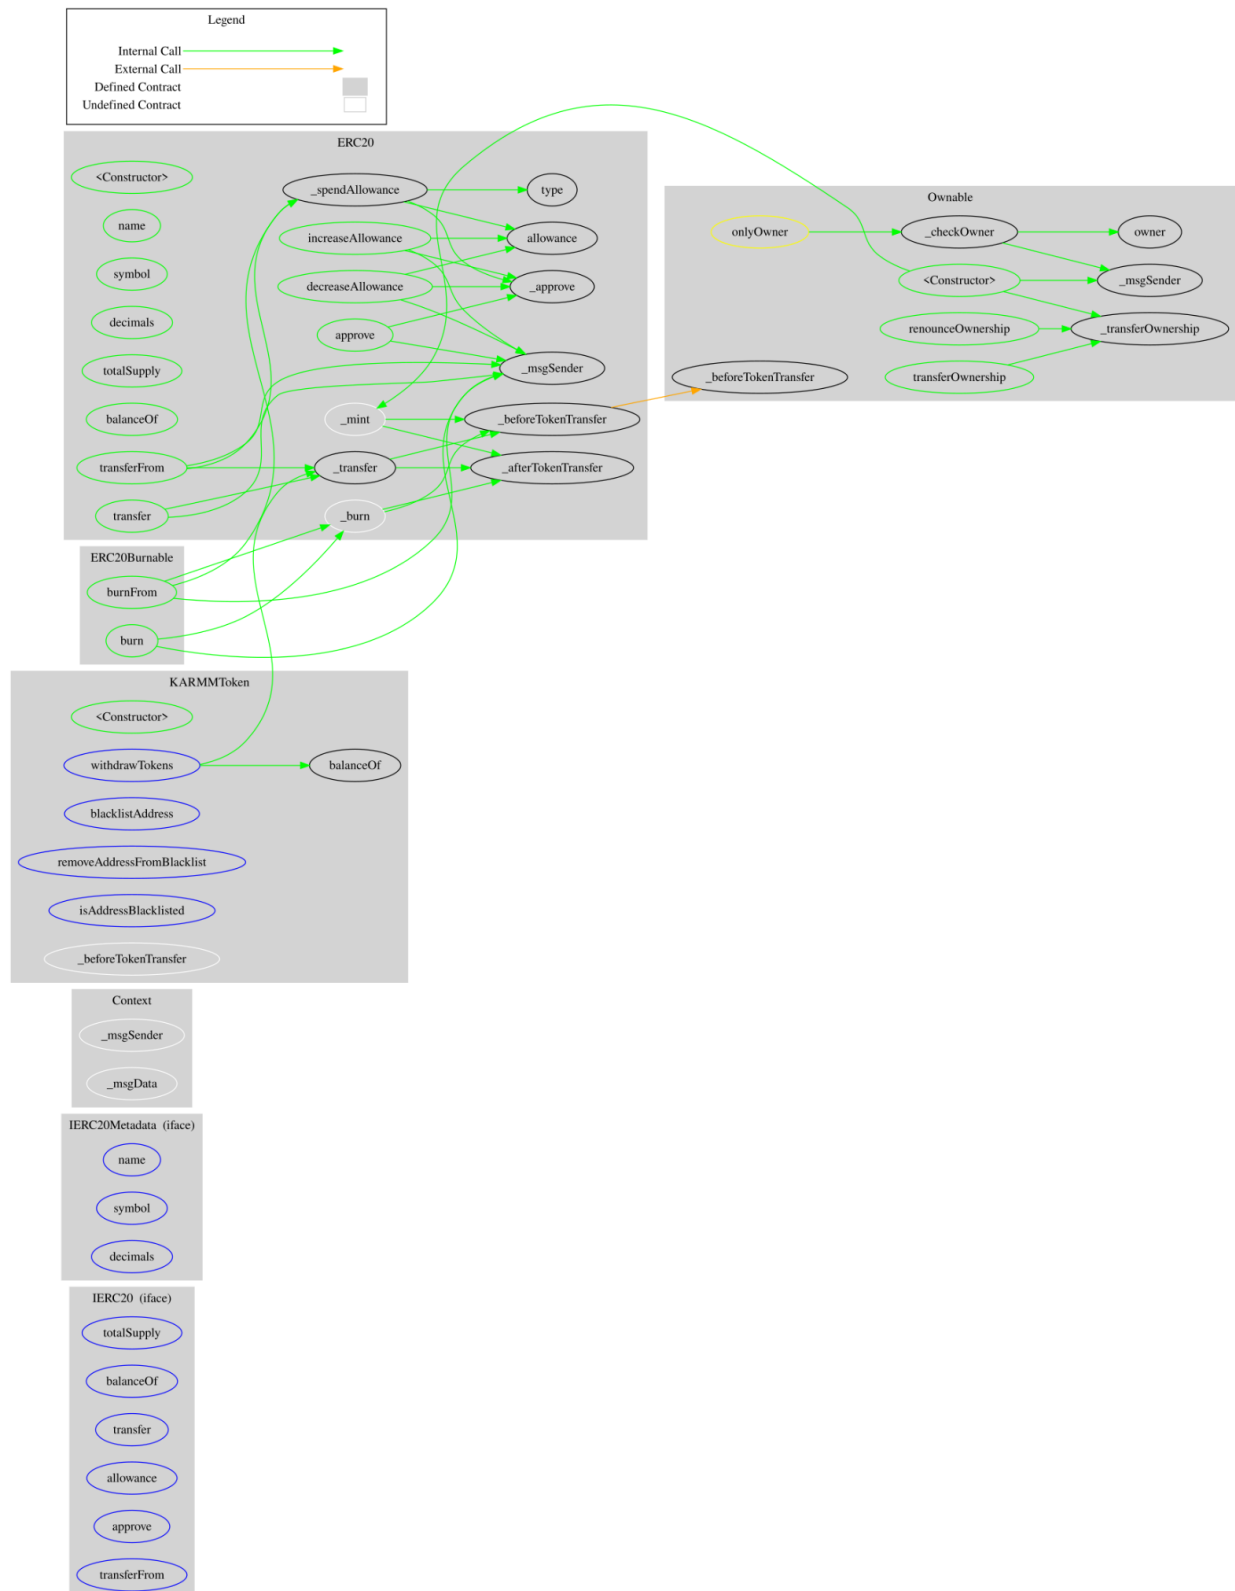 Legend
Internal Call
External Call
Defined Contract
Undefined Contract
ERC20
<Constructor>
name
symbol
decimals
totalSupply
balanceOf
transferFrom
transfer
_spendAllowance
increaseAllowance
decreaseAllowance
approve
_mint
_transfer
_burn
type
allowance
_approve
_msgSender
_beforeTokenTransfer
_afterTokenTransfer
Ownable
onlyOwner
_beforeTokenTransfer
_checkOwner
<Constructor>
renounceOwnership
transferOwnership
owner
_msgSender
_transferOwnership
ERC20Burnable
burnFrom
burn
KARMMToken
<Constructor>
withdrawTokens
balanceOf
blacklistAddress
removeAddressFromBlacklist
isAddressBlacklisted
_beforeTokenTransfer
Context
_msgSender
_msgData
IERC20Metadata (iface)
name
symbol
decimals
IERC20 (iface)
totalSupply
balanceOf
transfer
allowance
approve
transferFrom